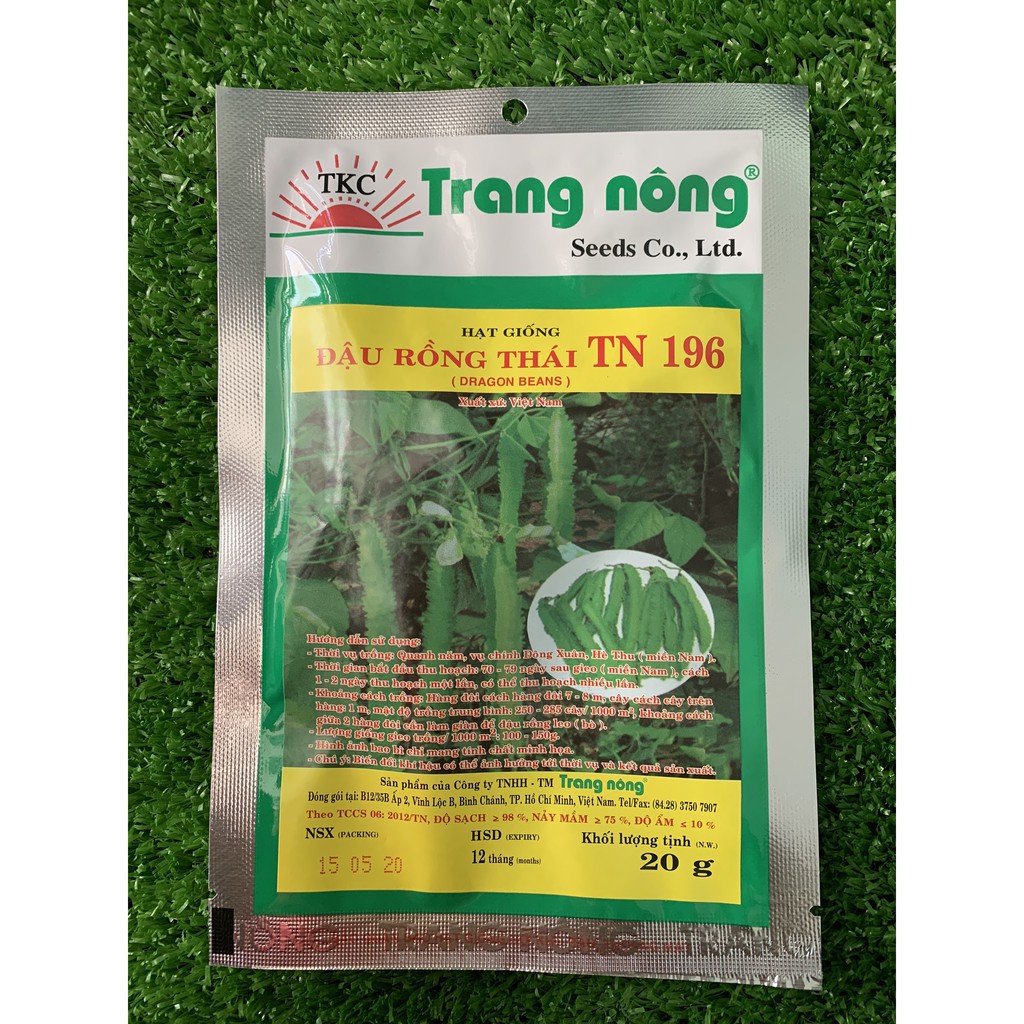 TKC
Trang nông®
Seeds Co., Ltd.
HẠT GIỐNG
ĐẬU RỒNG THÁI TN 196
( DRAGON BEANS )
Xuất xứ: Việt Nam
Hướng dẫn sử dụng:
- Thời vụ trồng: Quanh năm, vụ chính Đông Xuân, Hè Thu ( miền Nam ).
- Thời gian bắt đầu thu hoạch: 70 - 79 ngày sau gieo ( miền Nam ), cách
1 - 2 ngày thu hoạch một lần, có thể thu hoạch nhiều lần.
- Khoảng cách trồng: Hàng đôi cách hàng đôi 7 - 8 m, cây cách cây trên
hàng: 1 m, mật độ trồng trung bình: 250 - 285 cây/ 1000 m², khoảng cách
giữa 2 hàng đôi cần làm giàn để đậu rồng leo ( bò ).
- Lượng giống gieo trồng/ 1000 m²: 100 - 150g.
- Hình ảnh bao bì chỉ mang tính chất minh họa.
- Chú ý: Biến đổi khí hậu có thể ảnh hưởng tới thời vụ và kết quả sản xuất.
Sản phẩm của Công ty TNHH - TM Trang nông®
Đóng gói tại: B12/35B Ấp 2, Vĩnh Lộc B, Bình Chánh, TP. Hồ Chí Minh, Việt Nam. Tel/Fax: (84.28) 3750 7907
Theo TCCS 06: 2012/TN, ĐỘ SẠCH ≥ 98 %, NẢY MẦM ≥ 75 %, ĐỘ ẨM ≤ 10 %
NSX (PACKING) HSD (EXPIRY) Khối lượng tịnh (N.W.)
15 05 20 12 tháng (months) 20 g
TRANG NONG